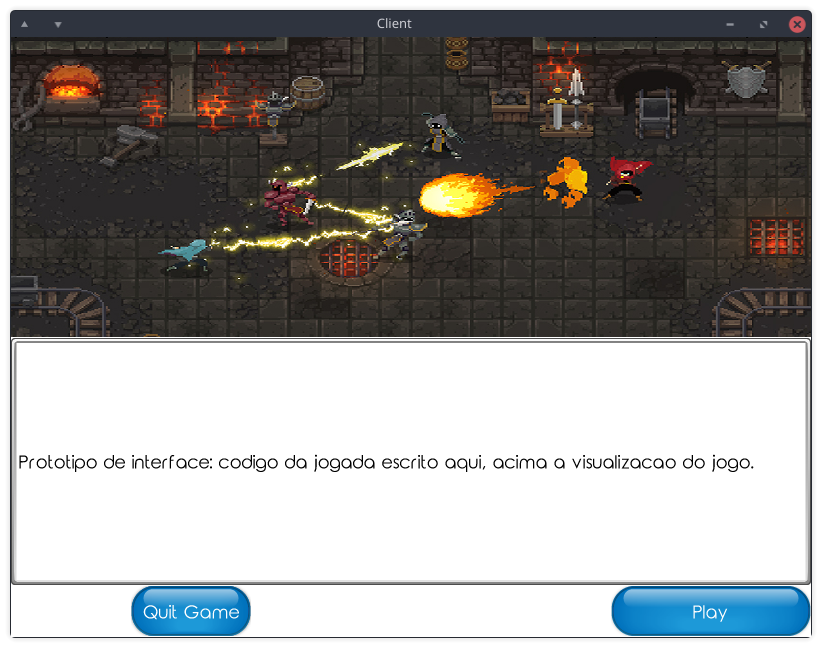 Client
Prototipo de interface: codigo da jogada escrito aqui, acima a visualizacao do jogo.
Quit Game
Play